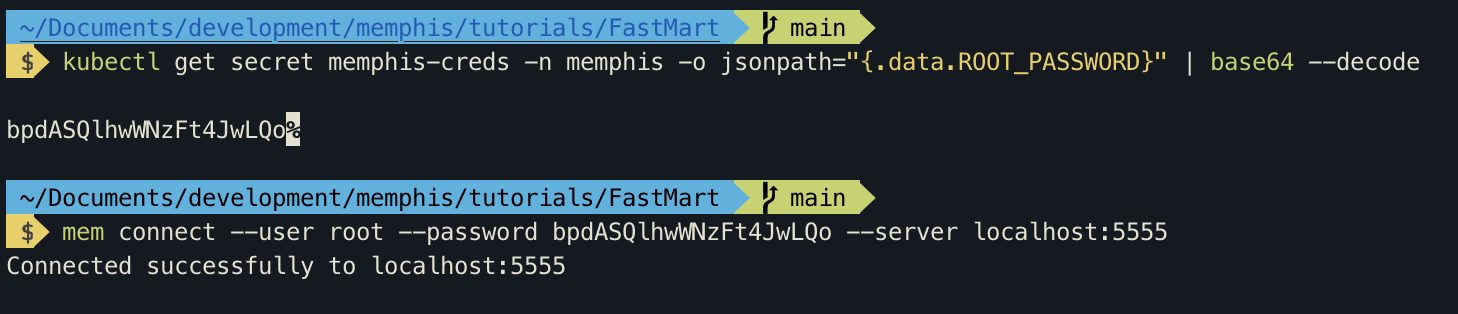 ~/Documents/development/memphis/tutorials/FastMart main
$ kubectl get secret memphis-creds -n memphis -o jsonpath="{.data.ROOT_PASSWORD}" | base64 --decode
bpdASQlhwWNzFt4JwLQo%
~/Documents/development/memphis/tutorials/FastMart main
$ mem connect --user root --password bpdASQlhwWNzFt4JwLQo --server localhost:5555
Connected successfully to localhost:5555